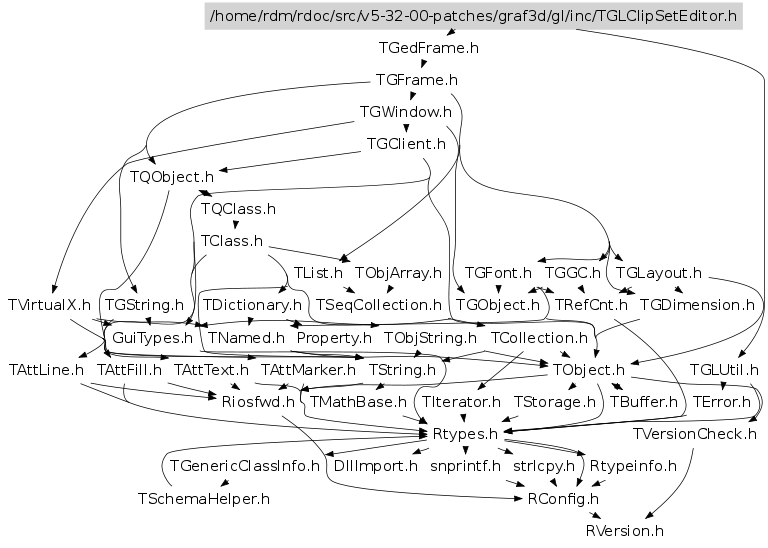 /home/rdm/rdoc/src/v5-32-00-patches/graf3d/gl/inc/TGLClipSetEditor.h
TGedFrame.h
TGFrame.h
TGWindow.h
TGClient.h
TQObject.h
TQClass.h
TClass.h
TList.h TObjArray.h TGFont.h TGGC.h TGLayout.h
TVirtualX.h TGString.h TDictionary.h TSeqCollection.h TGObject.h TRefCnt.h TGDimension.h
GuiTypes.h TNamed.h Property.h TObjString.h TCollection.h
TAttLine.h TAttFill.h TAttText.h TAttMarker.h TString.h TObject.h TGLUtil.h
Riosfwd.h TMathBase.h TIterator.h TStorage.h TBuffer.h TError.h
Rtypes.h TVersionCheck.h
TGenericClassInfo.h DllImport.h snprintf.h strlcpy.h Rtypeinfo.h
TSchemaHelper.h RConfig.h
RVersion.h